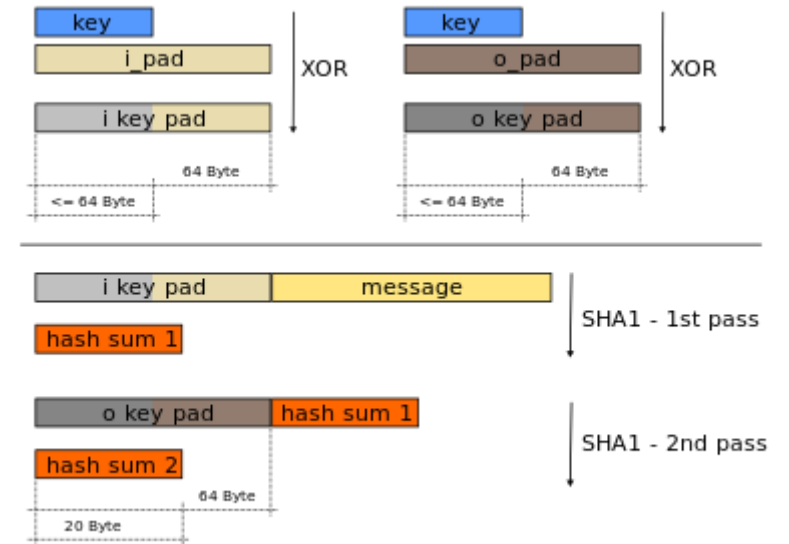 key
i_pad
XOR
i key pad
64 Byte
<= 64 Byte
key
o_pad
XOR
o key pad
64 Byte
<= 64 Byte
i key pad message
SHA1 - 1st pass
hash sum 1
o key pad hash sum 1
SHA1 - 2nd pass
hash sum 2
64 Byte
20 Byte